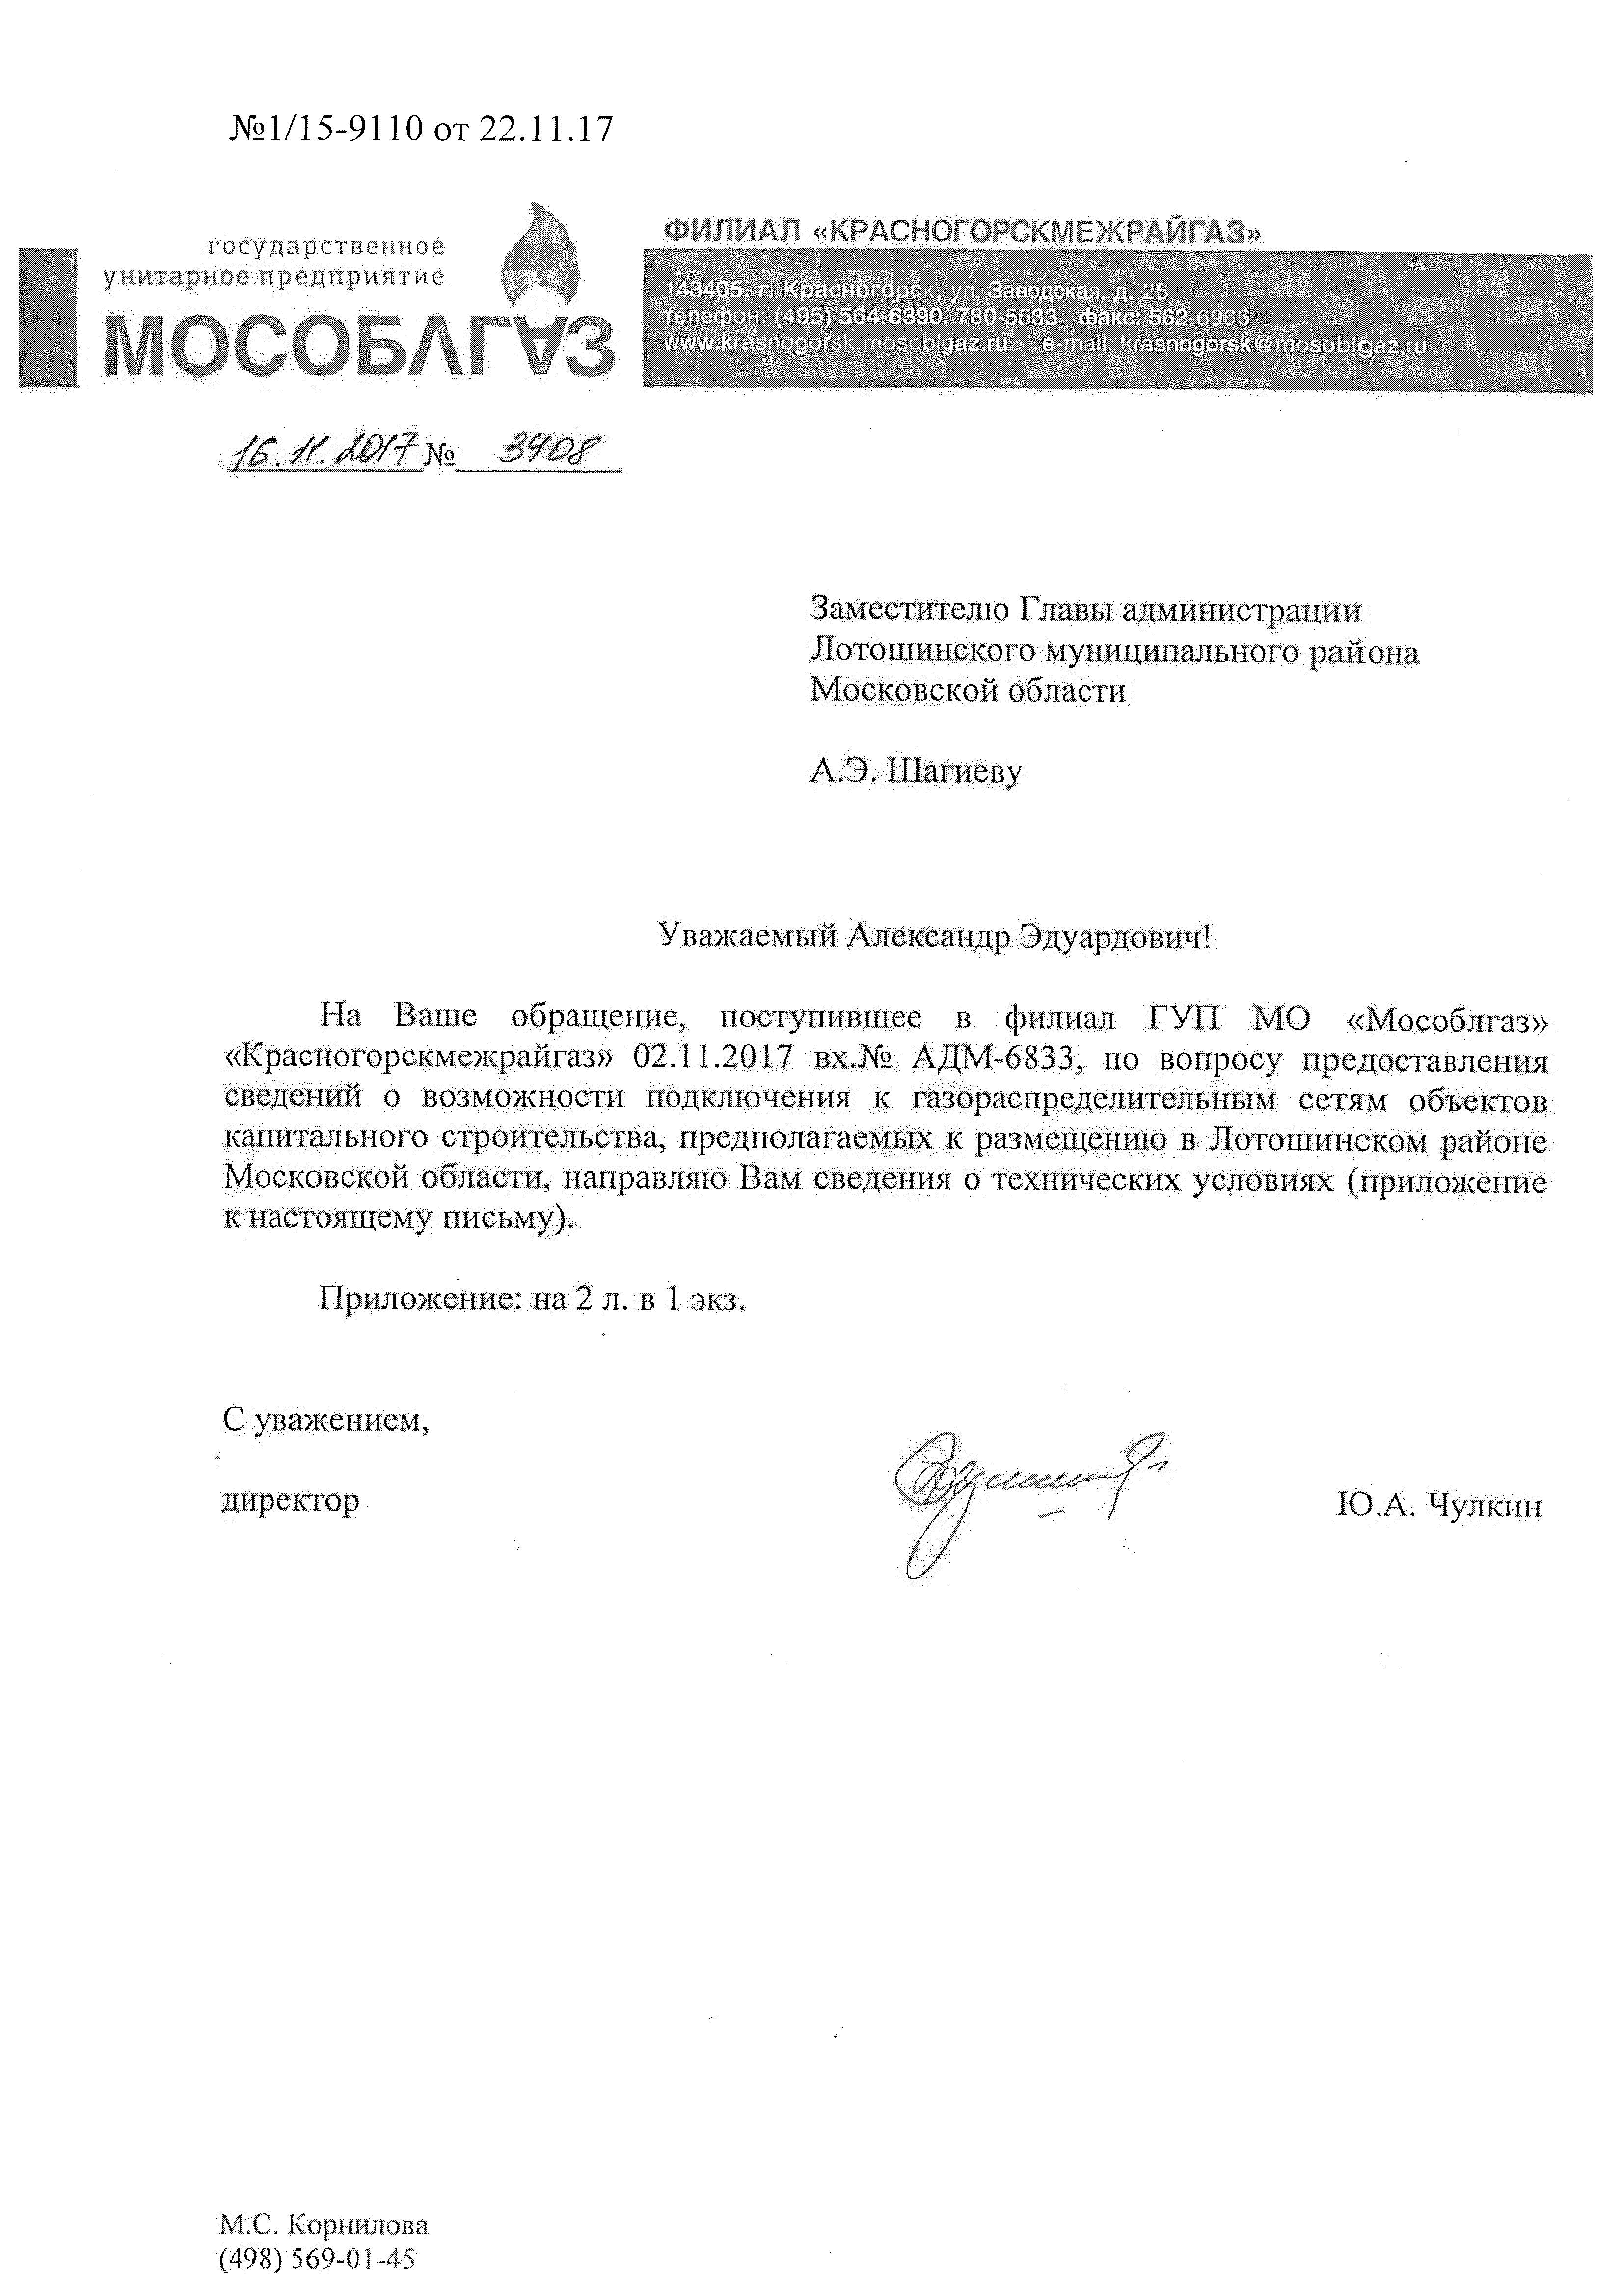 №1/15-9110 от 22.11.17
государственное
унитарное предприятие
МОСОБЛГАЗ
ФИЛИАЛ «КРАСНОГОРСКМЕЖРАЙГАЗ»
143405, г. Красногорск, ул. Заводская, д. 26
телефон: (495) 564-6390, 780-5533 факс: 562-6966
www.krasnogorsk.mosoblgaz.ru e-mail: krasnogorsk@mosoblgaz.ru
16.11.2017 № 3408
Заместителю Главы администрации
Лотошинского муниципального района
Московской области
А.Э. Шагиеву
Уважаемый Александр Эдуардович!
На Ваше обращение, поступившее в филиал ГУП МО «Мособлгаз»
«Красногорскмежрайгаз» 02.11.2017 вх.№ АДМ-6833, по вопросу предоставления
сведений о возможности подключения к газораспределительным сетям объектов
капитального строительства, предполагаемых к размещению в Лотошинском районе
Московской области, направляю Вам сведения о технических условиях (приложение
к настоящему письму).
Приложение: на 2 л. в 1 экз.
С уважением,
директор
Ю.А. Чулкин
М.С. Корнилова
(498) 569-01-45